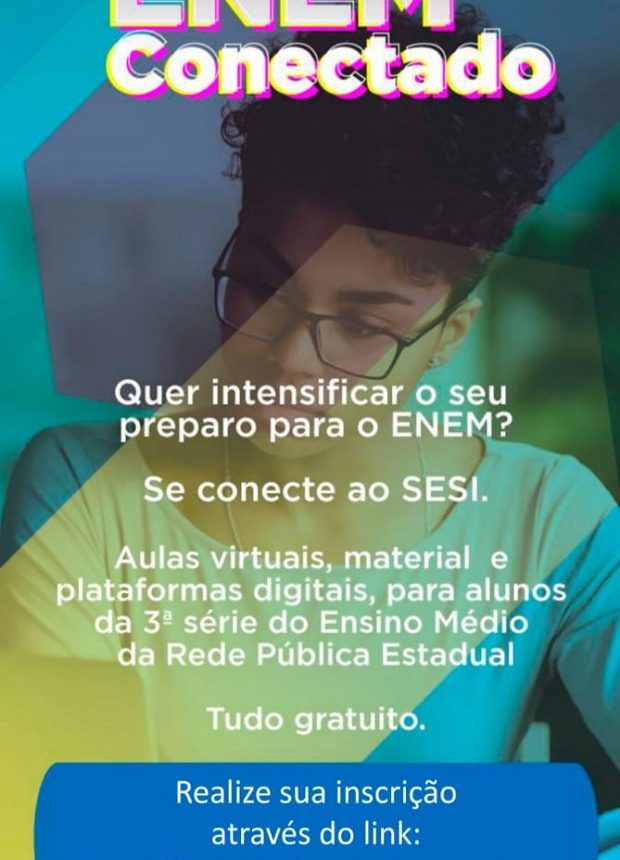 ENEM
Conectado
Quer intensificar o seu
preparo para o ENEM?
Se conecte ao SESI.
Aulas virtuais, material e
plataformas digitais, para alunos
da 3ª série do Ensino Médio
da Rede Pública Estadual
Tudo gratuito.
Realize sua inscrição
através do link: